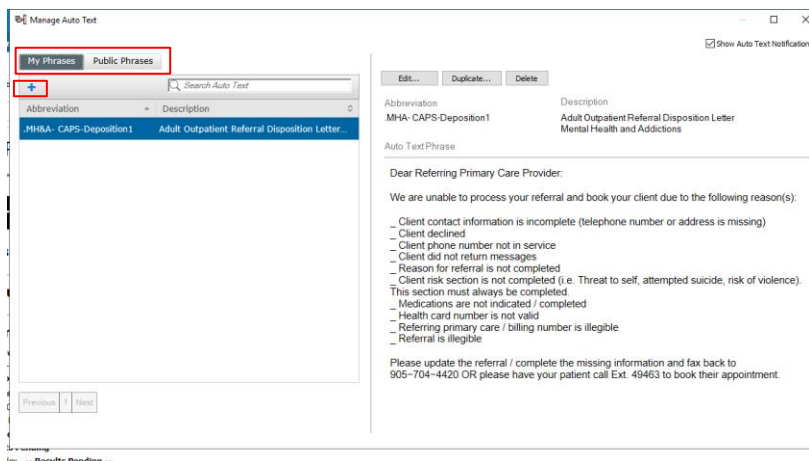 Manage Auto Text
Show Auto Text Notification
My Phrases Public Phrases
+ Search Auto Text
Abbreviation Description
.MH&A- CAPS-Deposition1 Adult Outpatient Referral Disposition Letter...
Previous 1 Next
Edit... Duplicate... Delete
Abbreviation Description
.MHA- CAPS-Deposition1 Adult Outpatient Referral Disposition Letter
Mental Health and Addictions
Auto Text Phrase
Dear Referring Primary Care Provider:
We are unable to process your referral and book your client due to the following reason(s):
_ Client contact information is incomplete (telephone number or address is missing)
_ Client declined
_ Client phone number not in service
_ Client did not return messages
_ Reason for referral is not completed
_ Client risk section is not completed (i.e. Threat to self, attempted suicide, risk of violence).
This section must always be completed.
_ Medications are not indicated / completed
_ Health card number is not valid
_ Referring primary care / billing number is illegible
_ Referral is illegible
Please update the referral / complete the missing information and fax back to
905-704-4420 OR please have your patient call Ext. 49463 to book their appointment.
Results Pending